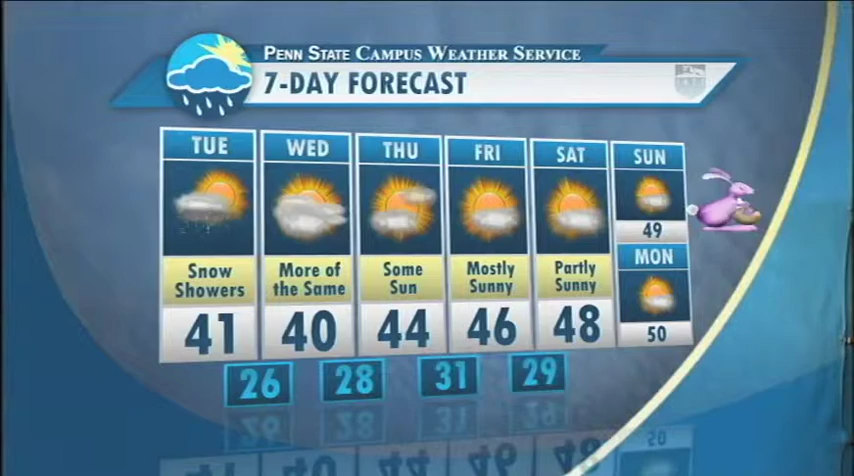 PENN STATE CAMPUS WEATHER SERVICE
7-DAY FORECAST
TUE
Snow
Showers
41
WED
More of
the Same
40
THU
Some
Sun
44
FRI
Mostly
Sunny
46
SAT
Partly
Sunny
48
SUN
49
MON
50
26
28
31
29